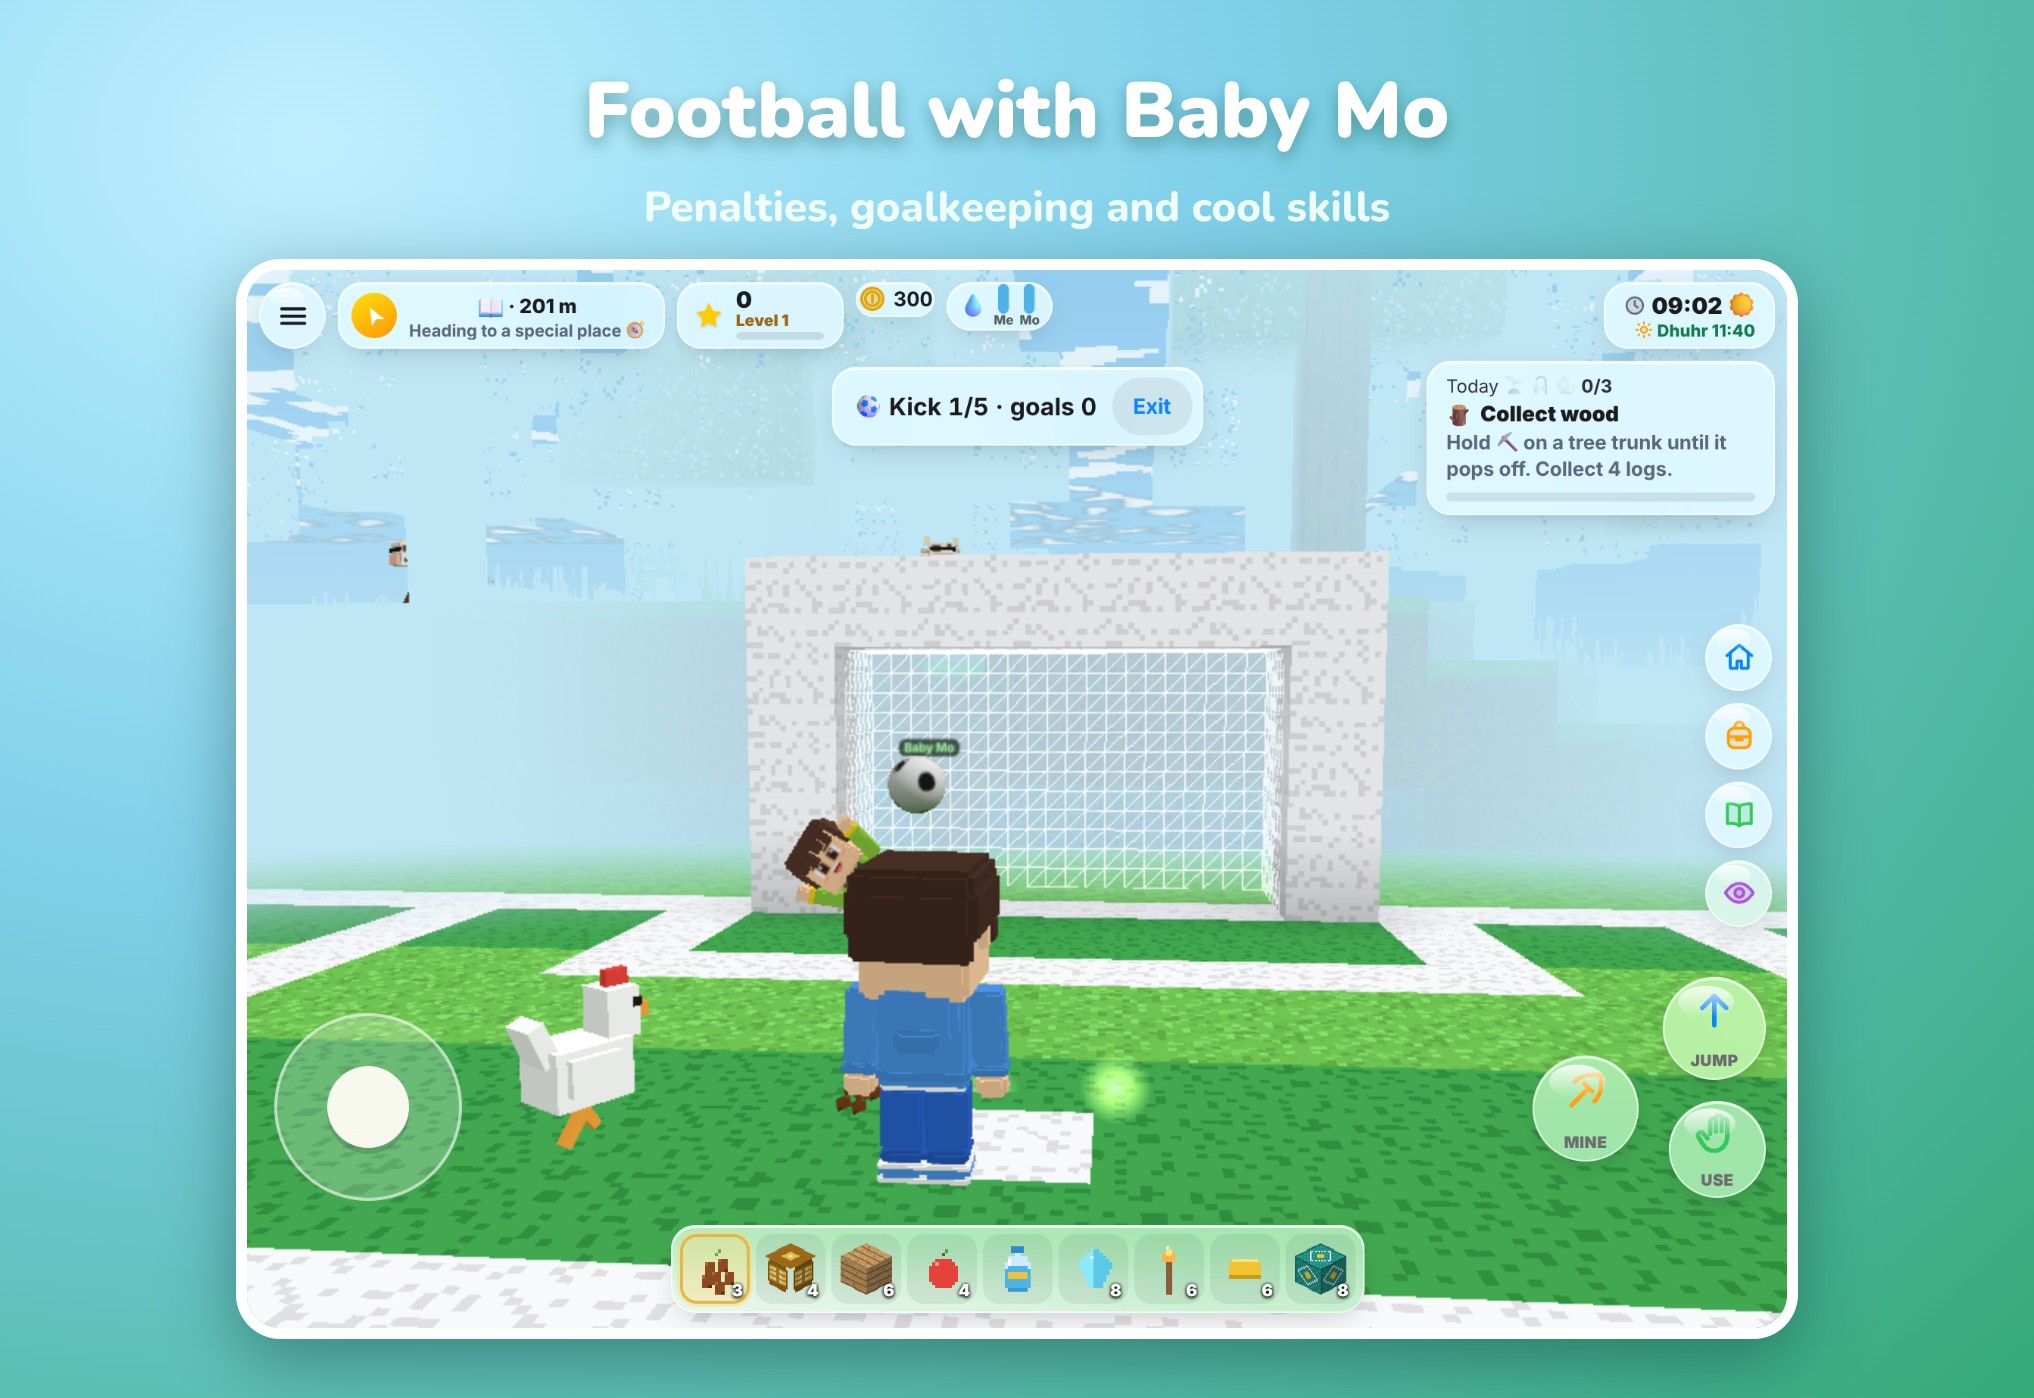 Football with Baby Mo
Penalties, goalkeeping and cool skills
· 201 m
Heading to a special place
0
Level 1
300
Me Mo
09:02
Dhuhr 11:40
Kick 1/5 · goals 0
Exit
Today 0/3
Collect wood
Hold on a tree trunk until it
pops off. Collect 4 logs.
Baby Mo
JUMP
MINE
USE
3 4 6 4 8 6 6 8